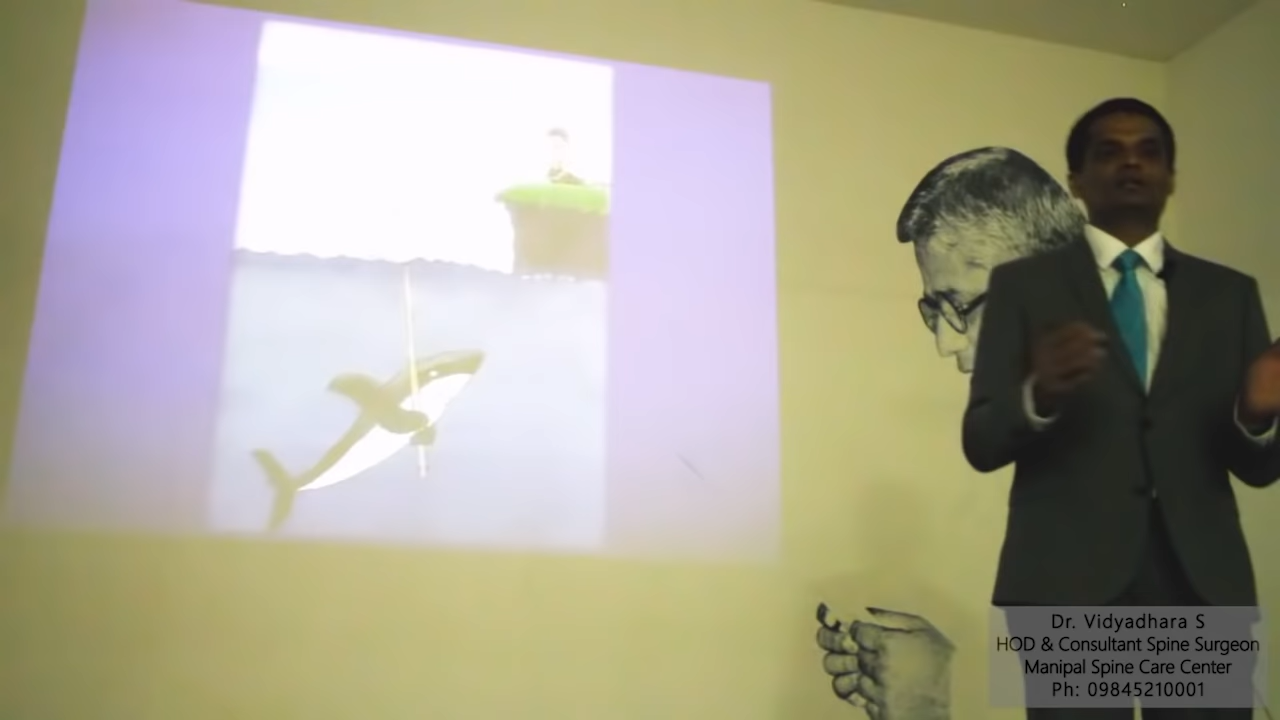 Dr. Vidyadhara S
HOD & Consultant Spine Surgeon
Manipal Spine Care Center
Ph: 09845210001